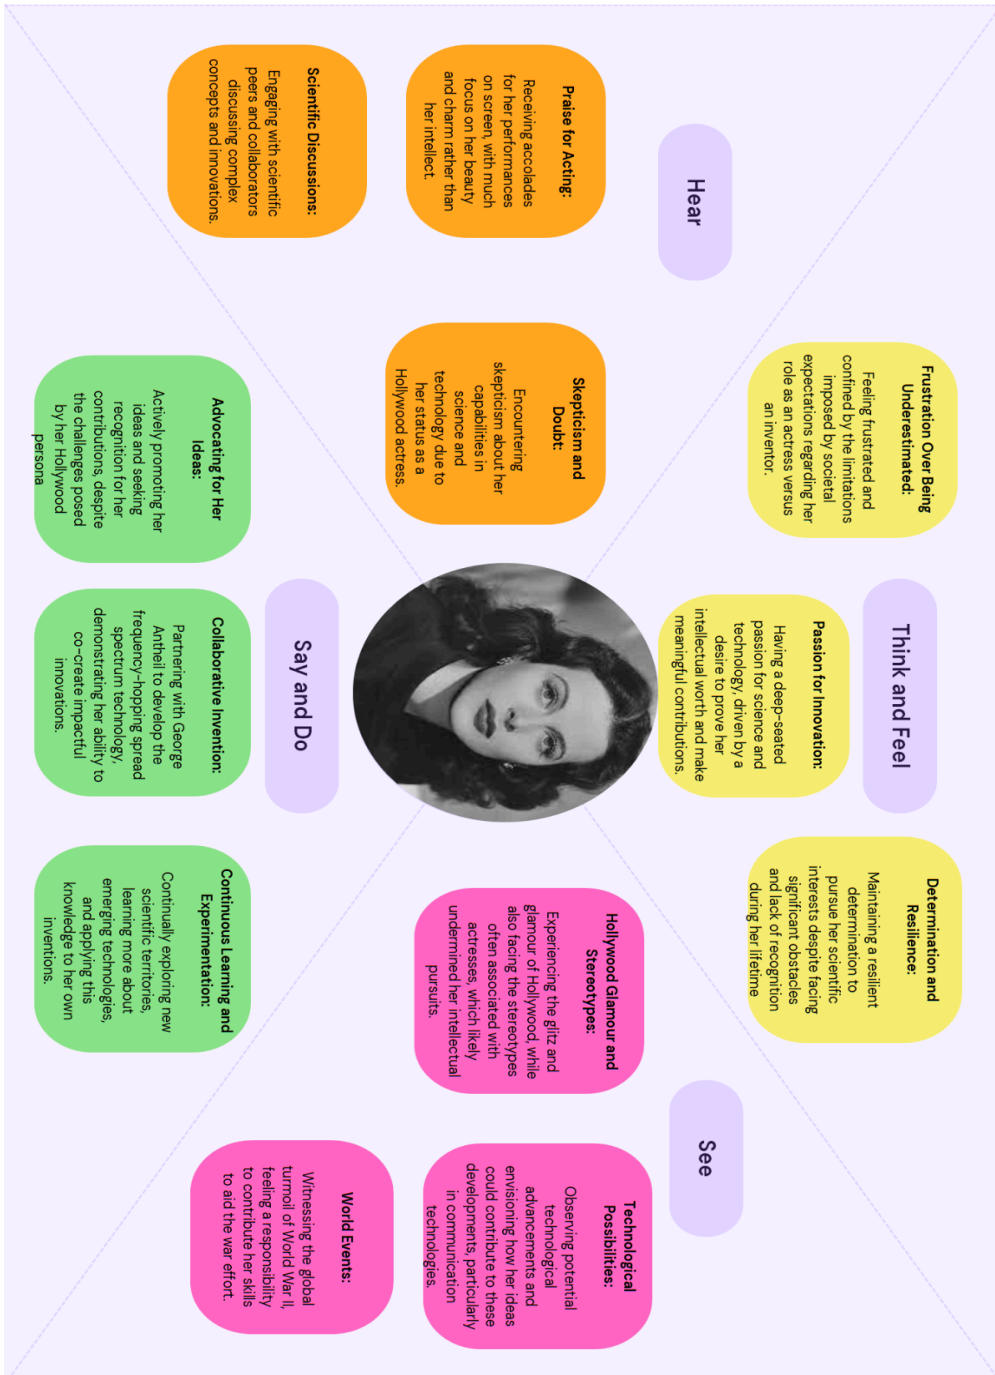 Think and Feel
Frustration Over Being
Underestimated:
Feeling frustrated and
confined by the limitations
imposed by societal
expectations regarding her
role as an actress versus
an inventor.
Passion for Innovation:
Having a deep-seated
passion for science and
technology, driven by a
desire to prove her
intellectual worth and make
meaningful contributions.
Determination and
Resilience:
Maintaining a resilient
determination to
pursue her scientific
interests despite facing
significant obstacles
and lack of recognition
during her lifetime
Hear
Praise for Acting:
Receiving accolades
for her performances
on screen, with much
focus on her beauty
and charm rather than
her intellect.
Skepticism and
Doubt:
Encountering
skepticism about her
capabilities in
science and
technology due to
her status as a
Hollywood actress.
Scientific Discussions:
Engaging with scientific
peers and collaborators
discussing complex
concepts and innovations.
See
Hollywood Glamour and
Stereotypes:
Experiencing the glitz and
glamour of Hollywood, while
also facing the stereotypes
often associated with
actresses, which likely
undermined her intellectual
pursuits.
Technological
Possibilities:
Observing potential
technological
advancements and
envisioning how her ideas
could contribute to these
developments, particularly
in communication
technologies.
World Events:
Witnessing the global
turmoil of World War II,
feeling a responsibility
to contribute her skills
to aid the war effort.
Say and Do
Advocating for Her
Ideas:
Actively promoting her
ideas and seeking
recognition for her
contributions, despite
the challenges posed
by her Hollywood
persona
Collaborative Invention:
Partnering with George
Antheil to develop the
frequency-hopping spread
spectrum technology,
demonstrating her ability to
co-create impactful
innovations.
Continuous Learning and
Experimentation:
Continually exploring new
scientific territories,
learning more about
emerging technologies,
and applying this
knowledge to her own
inventions.